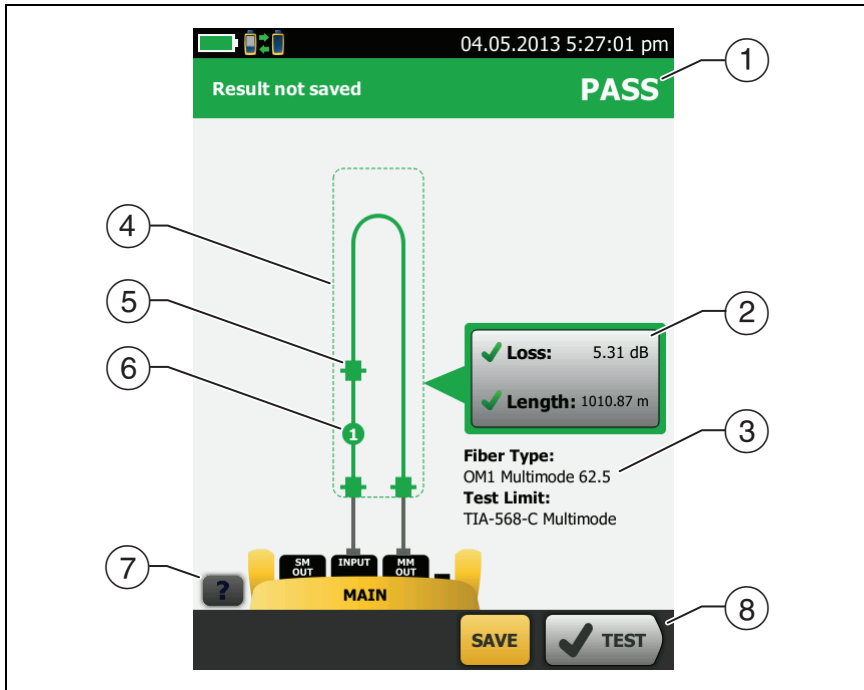 04.05.2013 5:27:01 pm
1
Result not saved
PASS
4
2
Loss: 5.31 dB
5
6
Length: 1010.87 m
1
3
Fiber Type:
OM1 Multimode 62.5
Test Limit:
TIA-568-C Multimode
7
SM
OUT
INPUT
MM
OUT
?
MAIN
8
SAVE
TEST